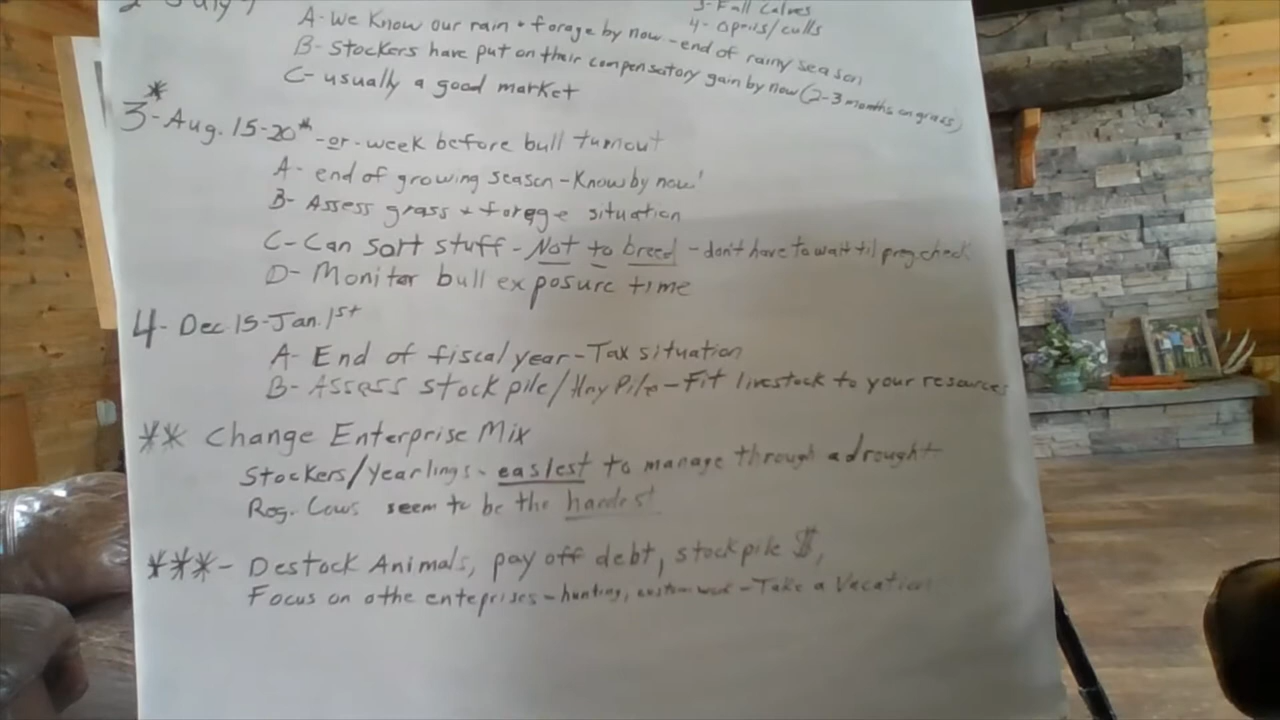 2- July 4
3- Fall Calves
4- Opens/culls
A- We Know our rain + forage by now - end of rainy season
B- Stockers have put on their compensatory gain by now (2-3 months on grass)
C- usually a good market
* 3- Aug. 15-20* -or- week before bull turnout
A- end of growing season - Know by now!
B- Assess grass + forage situation
C- Can sort stuff - Not to breed - don't have to wait til preg check
D- Monitor bull exposure time
4- Dec 15-Jan. 1st
A- End of fiscal year - Tax situation
B- Assess stock pile/Hay Pile - Fit livestock to your resources
** Change Enterprise Mix
Stockers/Yearlings - easiest to manage through a drought
Reg. Cows seem to be the hardest
***- Destock Animals, pay off debt, stockpile $,
Focus on othe enteprises - hunting, custom work - Take a Vacation